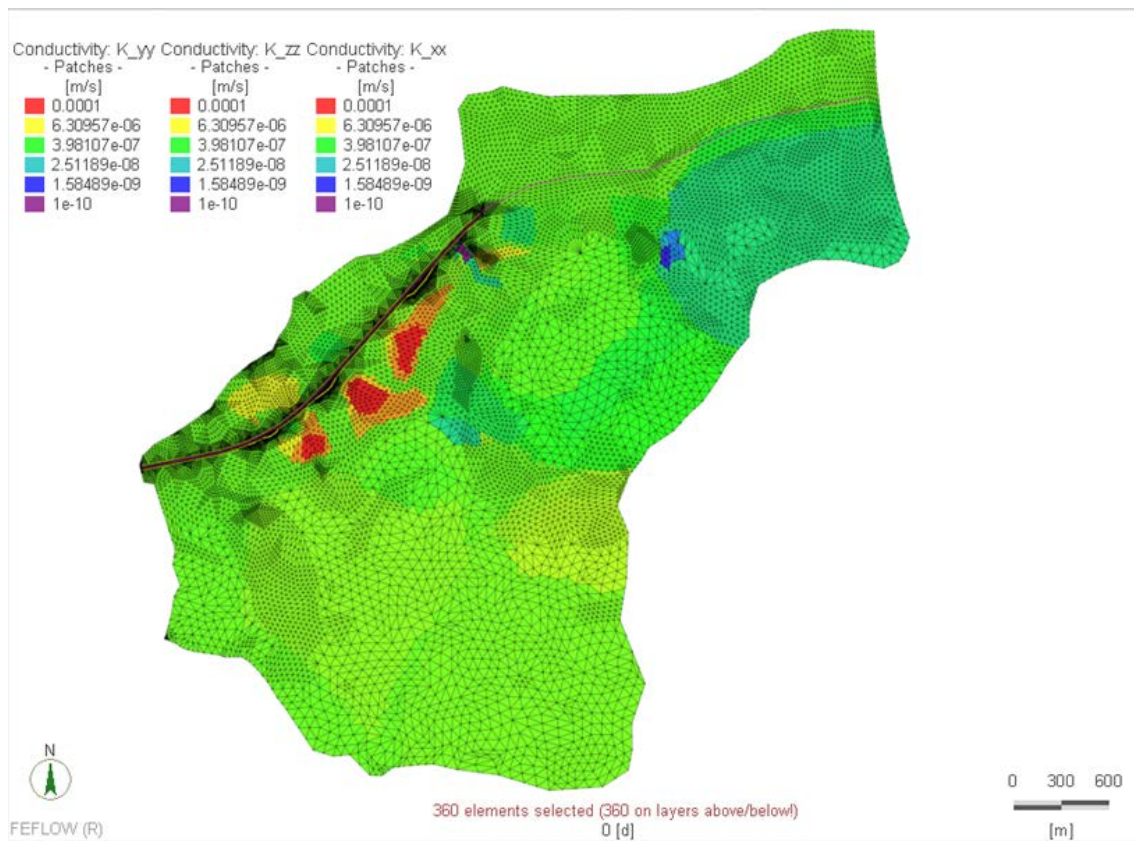 Conductivity: K_yy Conductivity: K_zz Conductivity: K_xx
- Patches - - Patches - - Patches -
[m/s] [m/s] [m/s]
0.0001 0.0001 0.0001
6.30957e-06 6.30957e-06 6.30957e-06
3.98107e-07 3.98107e-07 3.98107e-07
2.51189e-08 2.51189e-08 2.51189e-08
1.58489e-09 1.58489e-09 1.58489e-09
1e-10 1e-10 1e-10
N
0 300 600
[m]
360 elements selected (360 on layers above/below!)
0 [d]
FEFLOW (R)